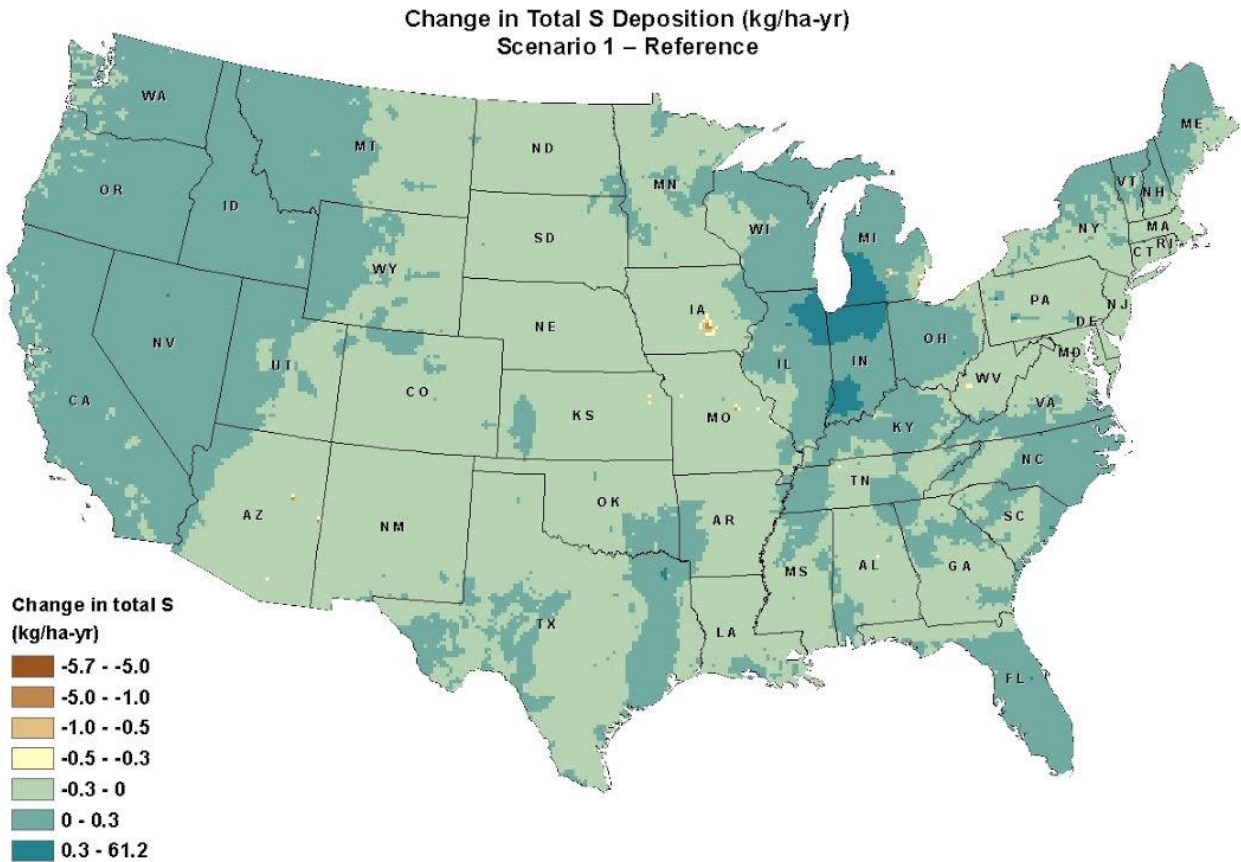 Change in Total S Deposition (kg/ha-yr)
Scenario 1 – Reference
WA
MT
ND
MN
ME
OR
ID
SD
WI
MI
VT
NH
NY
MA
CT
RI
WY
NE
IA
PA
NJ
NV
UT
CO
KS
MO
IL
IN
OH
WV
MD
DE
VA
CA
KY
NC
AZ
NM
OK
AR
TN
SC
TX
LA
MS
AL
GA
FL
Change in total S
(kg/ha-yr)
-5.7 - -5.0
-5.0 - -1.0
-1.0 - -0.5
-0.5 - -0.3
-0.3 - 0
0 - 0.3
0.3 - 61.2